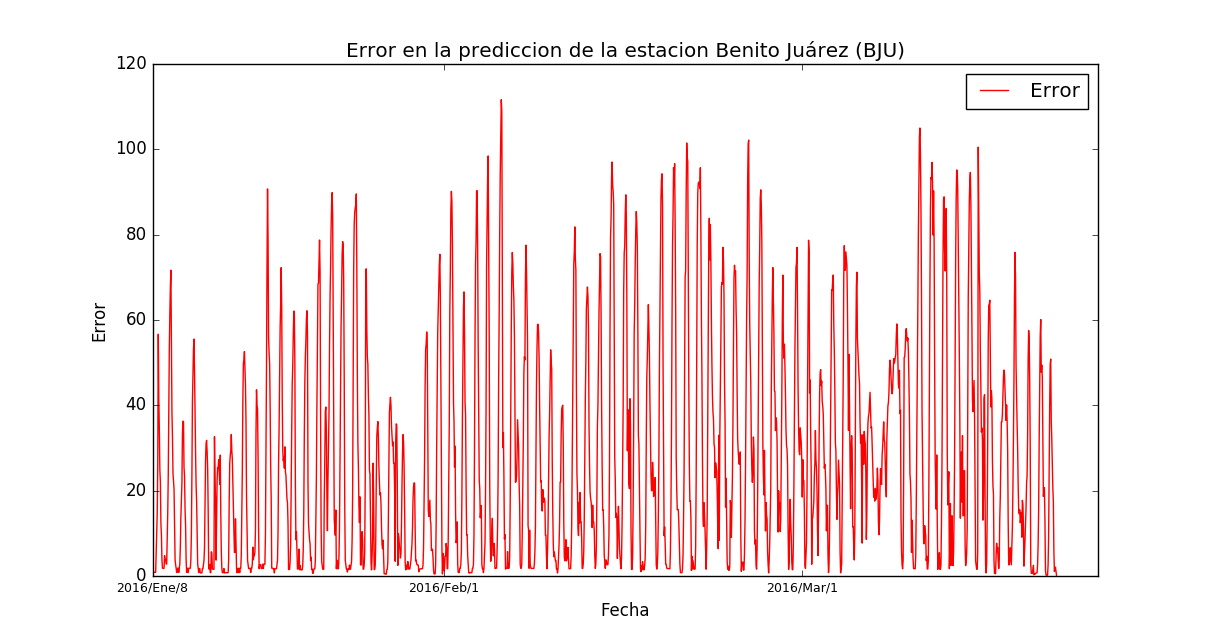 Error en la prediccion de la estacion Benito Juárez (BJU)
120
100
80
60
40
20
0
Error
Error
2016/Ene/8
2016/Feb/1
2016/Mar/1
Fecha